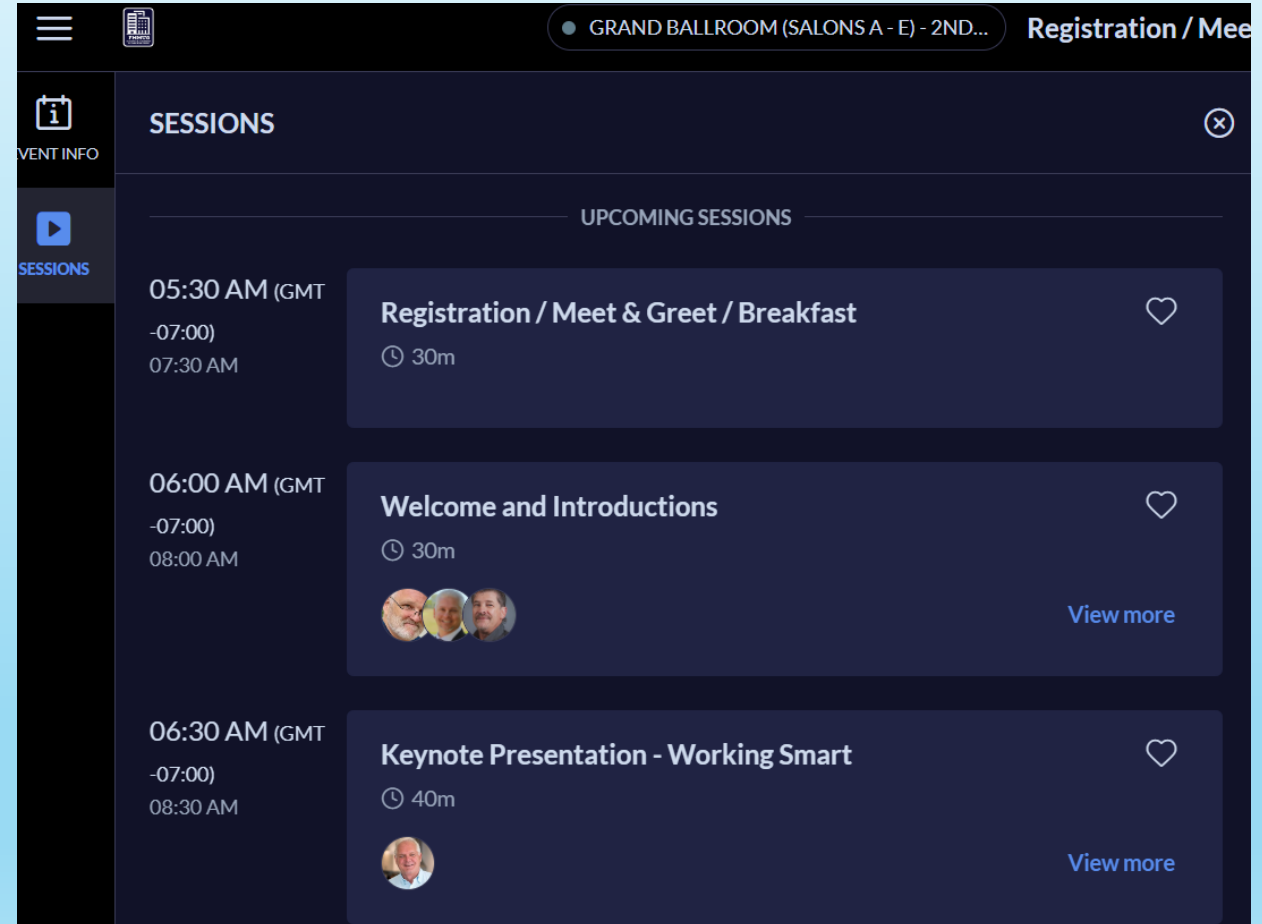 GRAND BALLROOM (SALONS A - E) - 2ND...
Registration / Mee
VENT INFO
SESSIONS
SESSIONS
UPCOMING SESSIONS
05:30 AM (GMT
-07:00)
07:30 AM
Registration / Meet & Greet / Breakfast
30m
06:00 AM (GMT
-07:00)
08:00 AM
Welcome and Introductions
30m
View more
06:30 AM (GMT
-07:00)
08:30 AM
Keynote Presentation - Working Smart
40m
View more